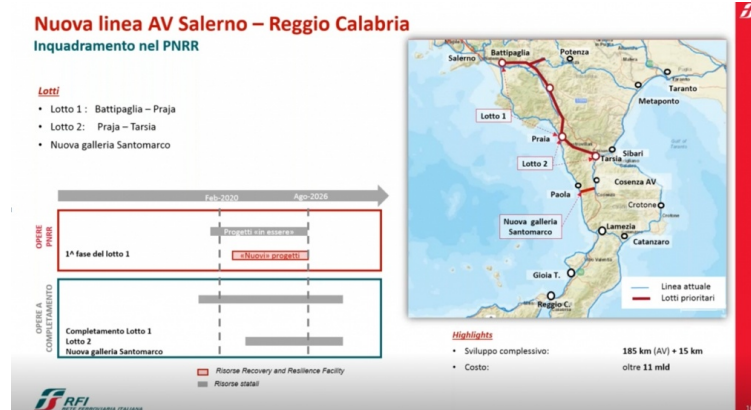 Nuova linea AV Salerno – Reggio Calabria
Inquadramento nel PNRR
Lotti
• Lotto 1 : Battipaglia – Praja
• Lotto 2: Praja – Tarsia
• Nuova galleria Santomarco
Feb-2020
Ago-2026
OPERE PNRR
Progetti «in essere»
1^ fase del lotto 1
«Nuovi» progetti
OPERE A COMPLETAMENTO
Completamento Lotto 1
Lotto 2
Nuova galleria Santomarco
Risorse Recovery and Resilience Facility
Risorse statali
RFI
RETE FERROVIARIA ITALIANA
Battipaglia
Potenza
Salerno
Taranto
Metaponto
Lotto 1
Praia
Sibari
Lotto 2
Tarsia
Cosenza AV
Paola
Crotone
Nuova galleria
Santomarco
Lamezia
Catanzaro
Gioia T.
Reggio C.
Linea attuale
Lotti prioritari
Highlights
• Sviluppo complessivo: 185 km (AV) + 15 km
• Costo: oltre 11 mld